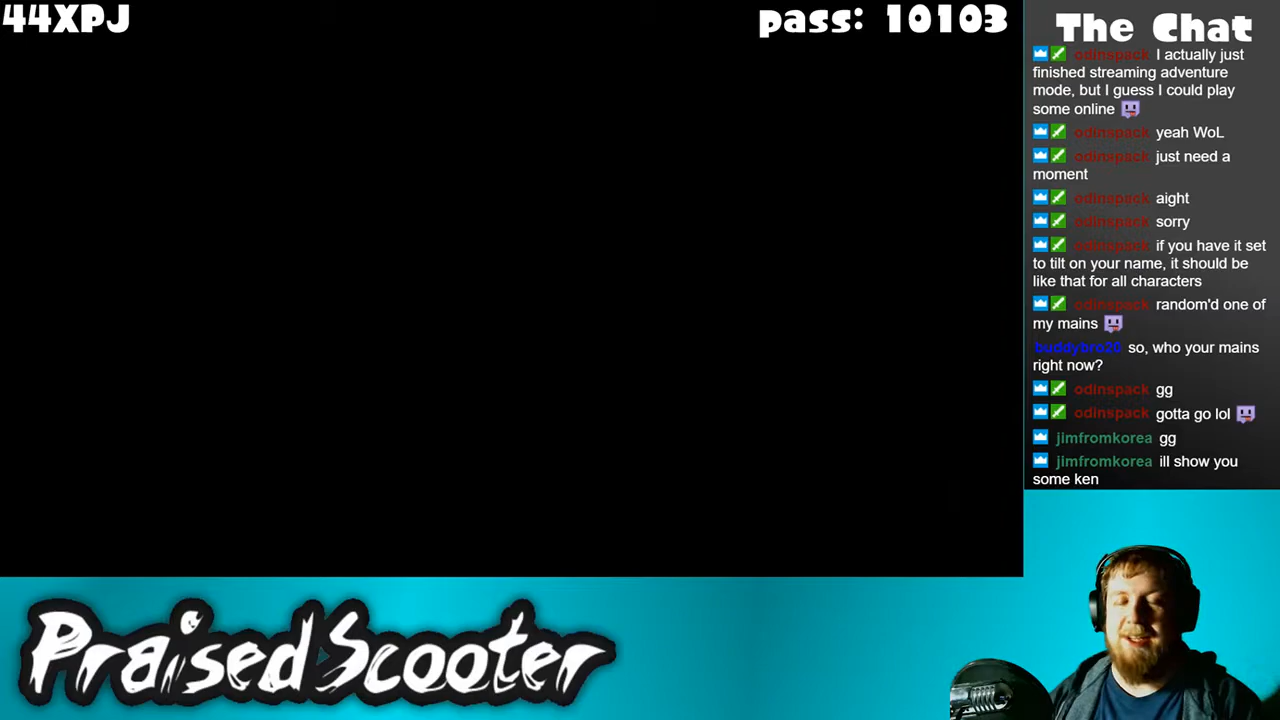 44XPJ
pass: 10103
The Chat
odinspack I actually just
finished streaming adventure
mode, but I guess I could play
some online
odinspack yeah WoL
odinspack just need a
moment
odinspack aight
odinspack sorry
odinspack if you have it set
to tilt on your name, it should be
like that for all characters
odinspack random'd one of
my mains
buddybro20 so, who your mains
right now?
odinspack gg
odinspack gotta go lol
jimfromkorea gg
jimfromkorea ill show you
some ken
PraisedScooter